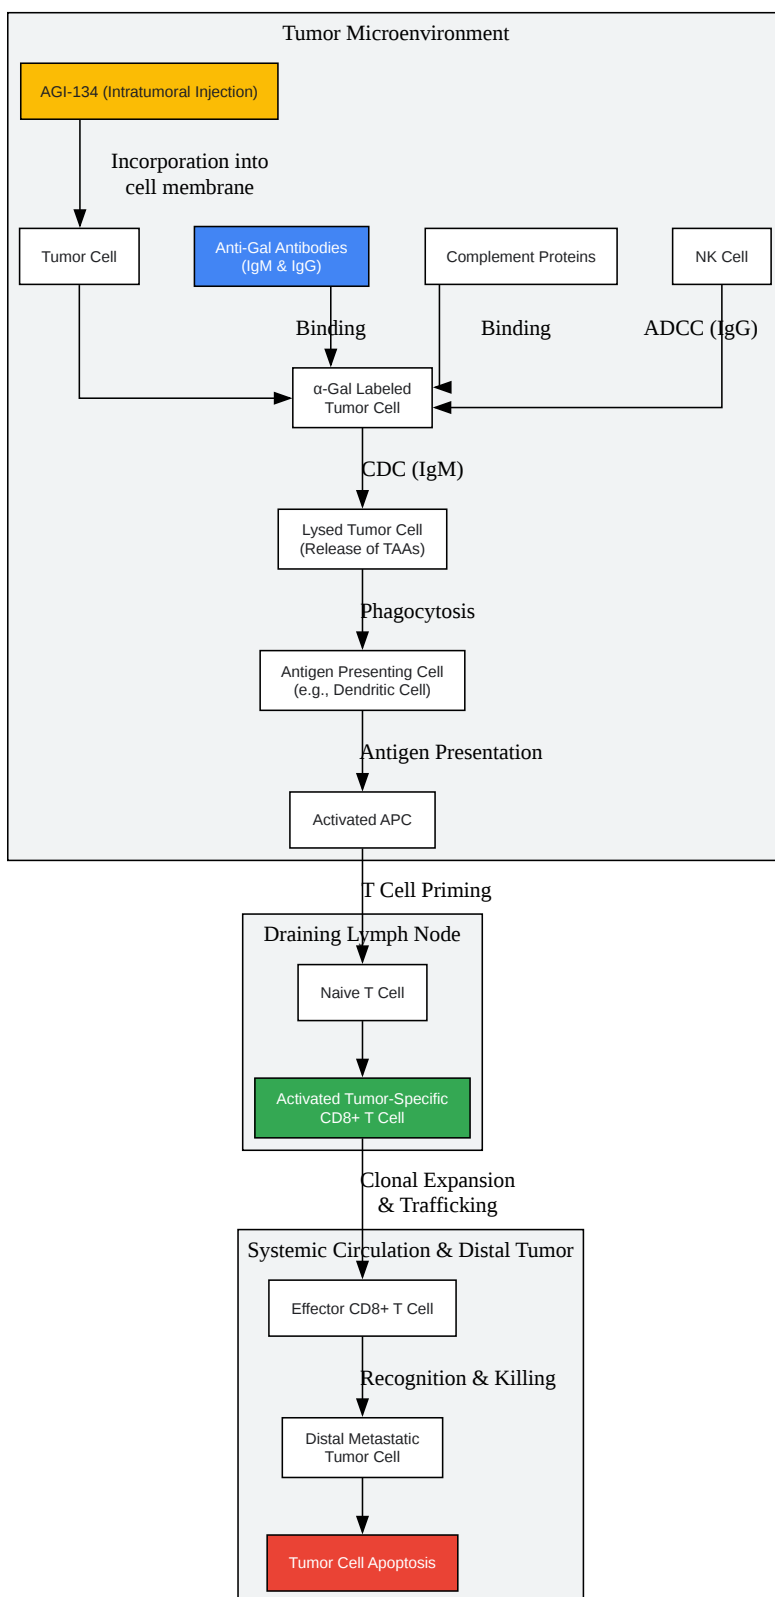 Tumor Microenvironment
AGI-134 (Intratumoral Injection)
Incorporation into
cell membrane
Tumor Cell
Anti-Gal Antibodies
(IgM & IgG)
Complement Proteins
NK Cell
Binding
Binding
ADCC (IgG)
α-Gal Labeled
Tumor Cell
CDC (IgM)
Lysed Tumor Cell
(Release of TAAs)
Phagocytosis
Antigen Presenting Cell
(e.g., Dendritic Cell)
Antigen Presentation
Activated APC
T Cell Priming
Draining Lymph Node
Naive T Cell
Activated Tumor-Specific
CD8+ T Cell
Clonal Expansion
& Trafficking
Systemic Circulation & Distal Tumor
Effector CD8+ T Cell
Recognition & Killing
Distal Metastatic
Tumor Cell
Tumor Cell Apoptosis